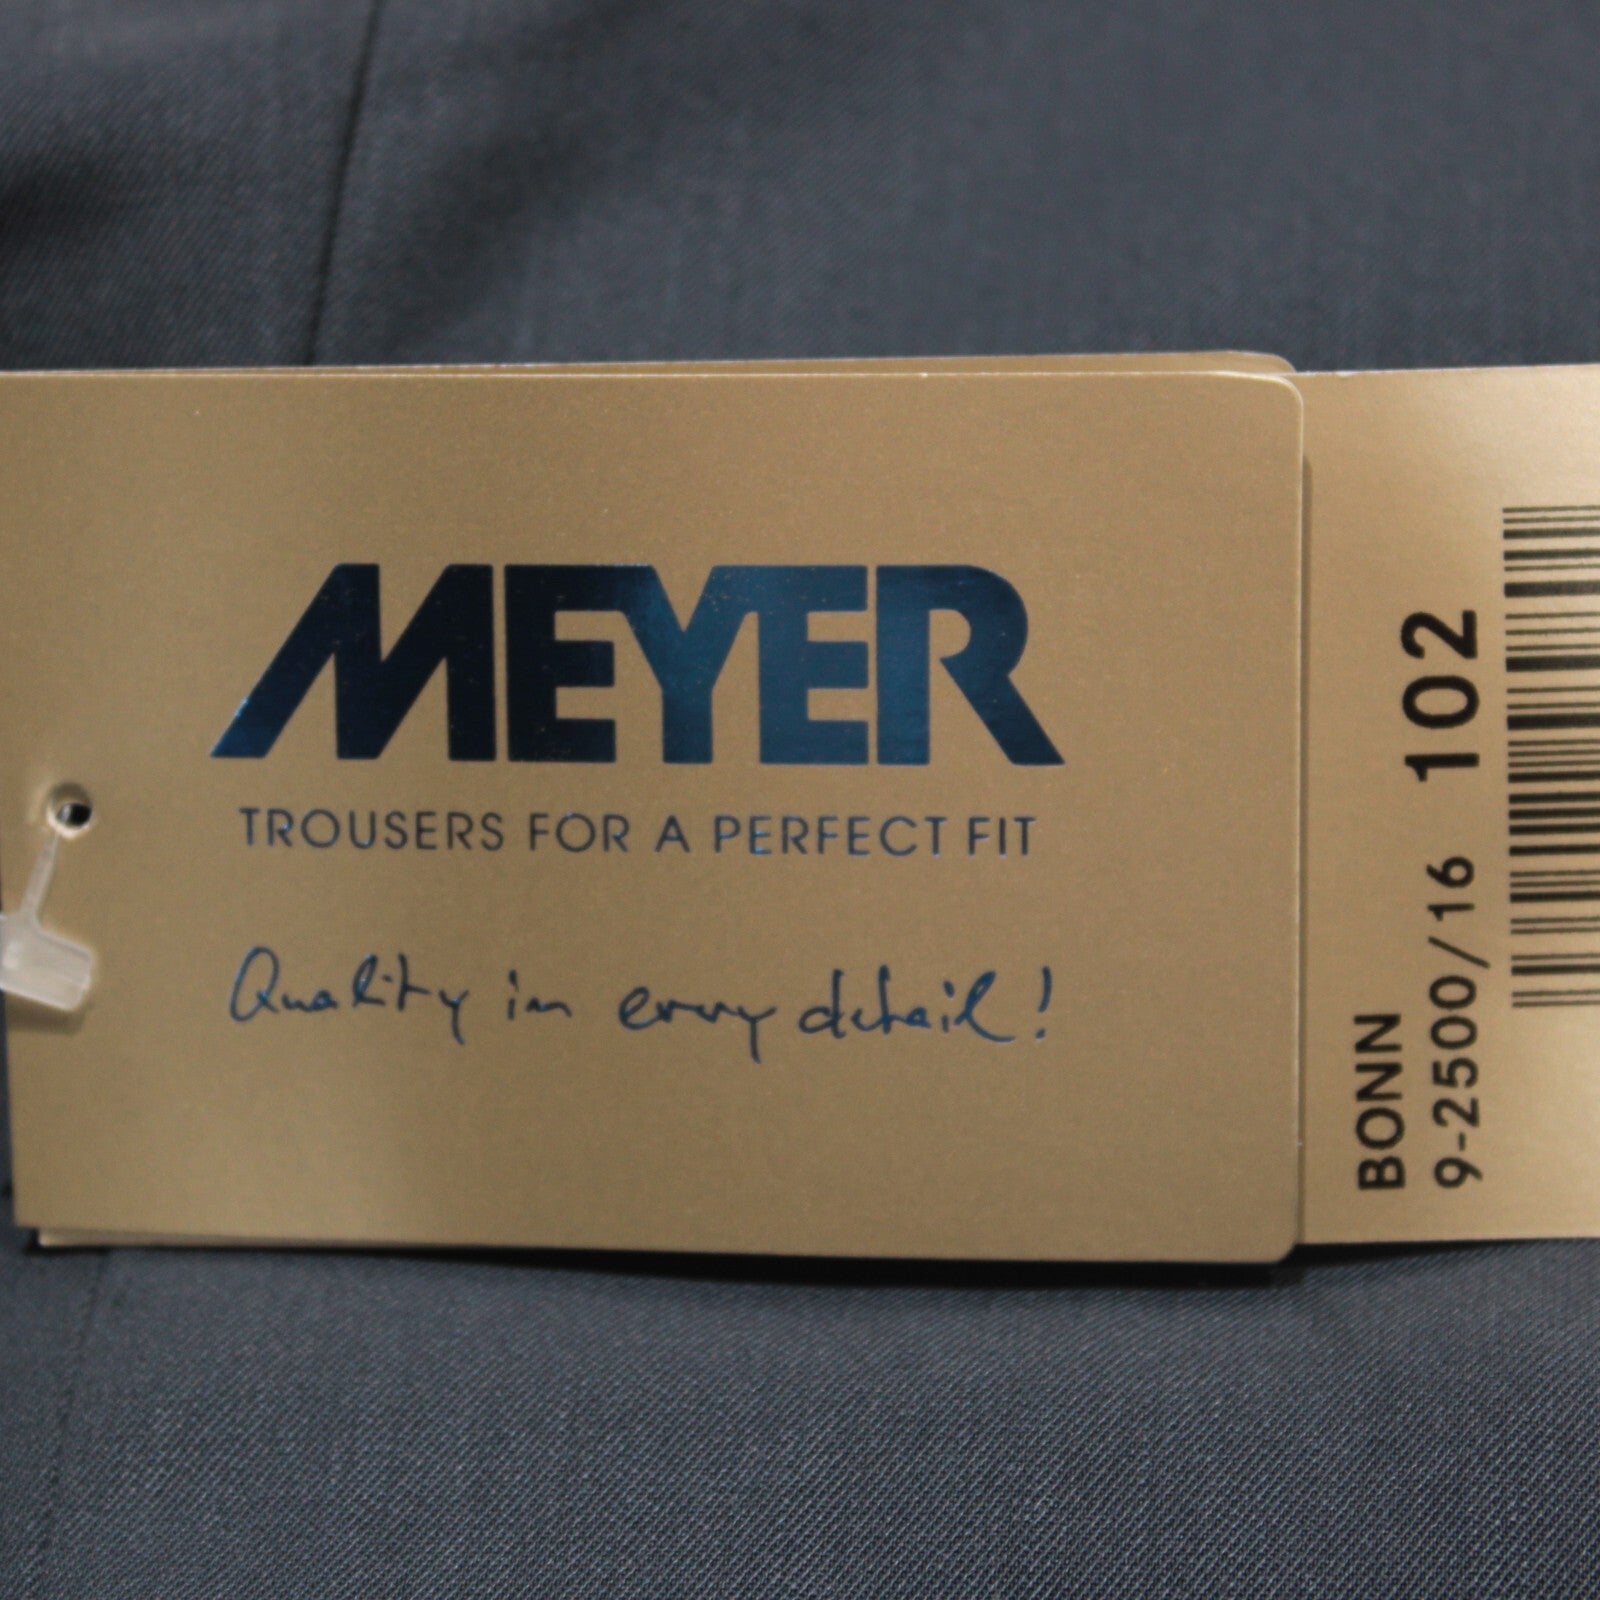 MEYER
TROUSERS FOR A PERFECT FIT
Quality in every detail!
BONN
9-2500/16 102